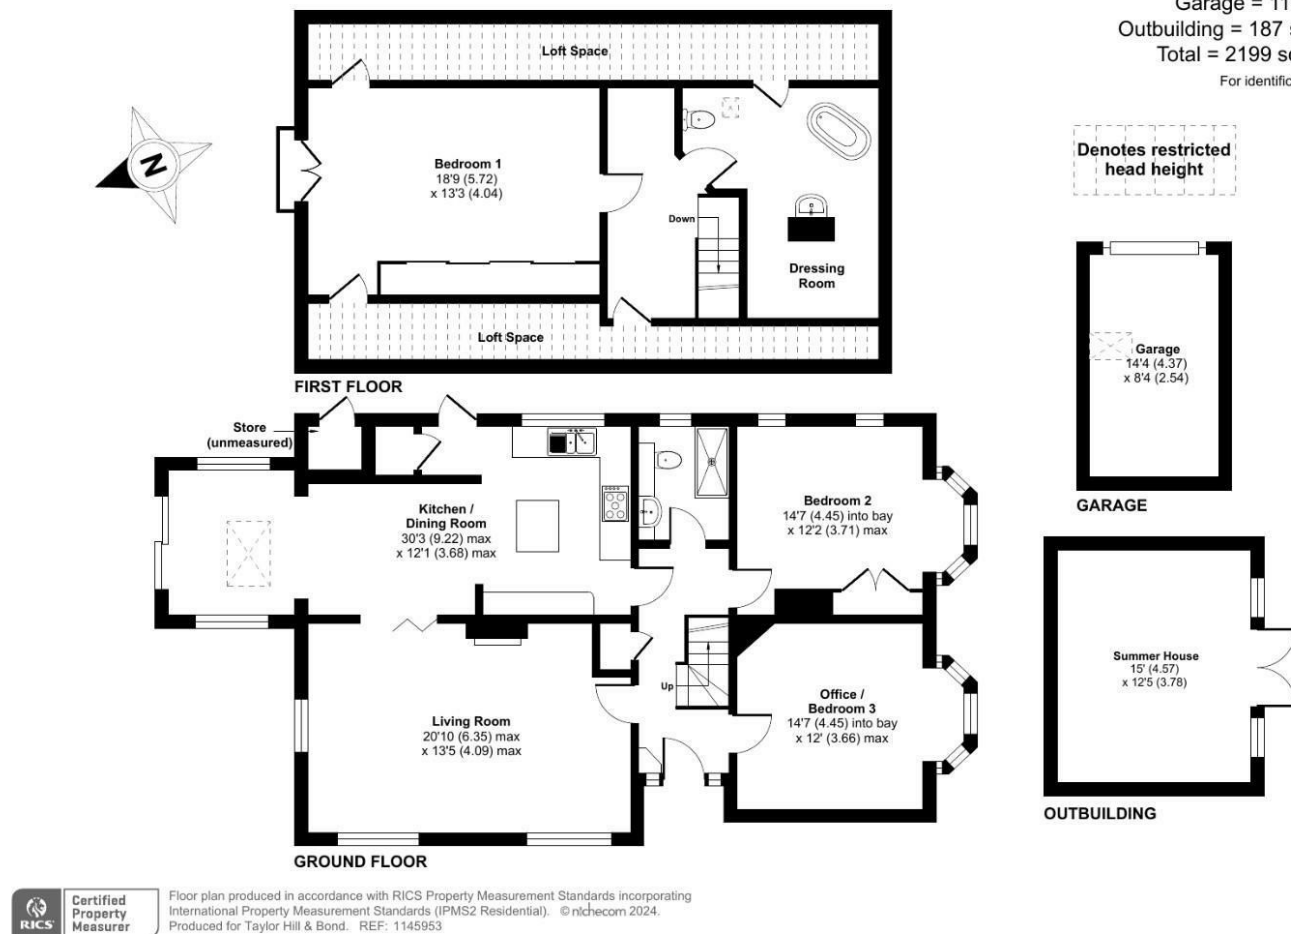 Garage = 11
Outbuilding = 187 s
Total = 2199 sq
For identific
Denotes restricted
head height
Loft Space
Bedroom 1
18'9 (5.72)
x 13'3 (4.04)
Down
Dressing
Room
Loft Space
N
FIRST FLOOR
Garage
14'4 (4.37)
x 8'4 (2.54)
GARAGE
Store
(unmeasured)
Kitchen /
Dining Room
30'3 (9.22) max
x 12'1 (3.68) max
Bedroom 2
14'7 (4.45) into bay
x 12'2 (3.71) max
Up
Living Room
20'10 (6.35) max
x 13'5 (4.09) max
Office /
Bedroom 3
14'7 (4.45) into bay
x 12' (3.66) max
GROUND FLOOR
Summer House
15' (4.57)
x 12'5 (3.78)
OUTBUILDING
RICS
Certified
Property
Measurer
Floor plan produced in accordance with RICS Property Measurement Standards incorporating
International Property Measurement Standards (IPMS2 Residential). © nichecom 2024.
Produced for Taylor Hill & Bond. REF: 1145953